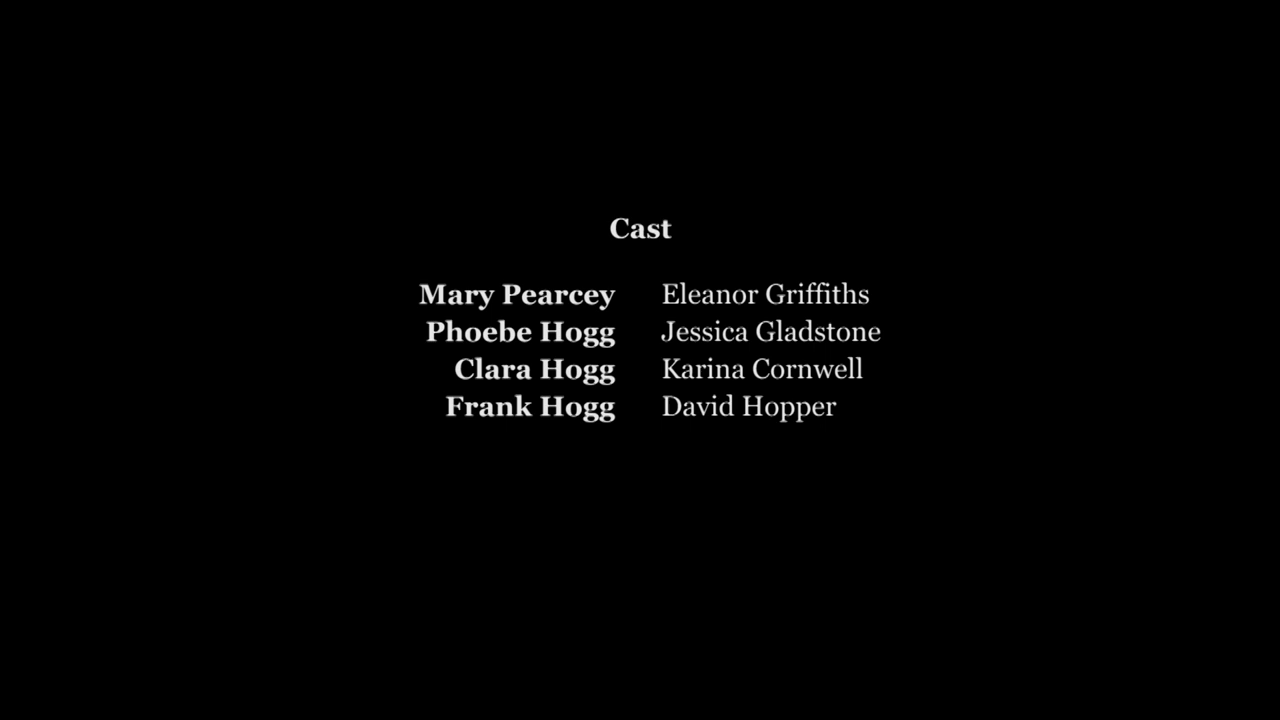 Cast
Mary Pearcey Eleanor Griffiths
Phoebe Hogg Jessica Gladstone
Clara Hogg Karina Cornwell
Frank Hogg David Hopper